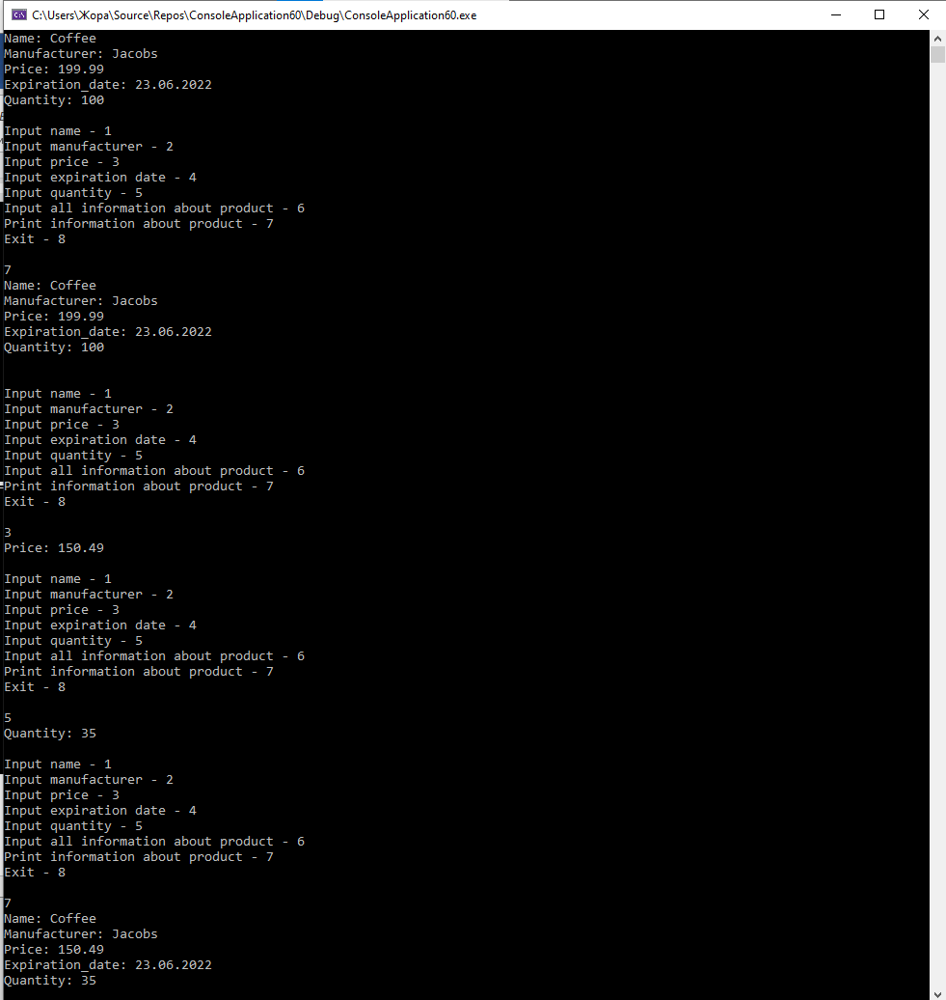 C:\Users\Жора\Source\Repos\ConsoleApplication60\Debug\ConsoleApplication60.exe
Name: Coffee
Manufacturer: Jacobs
Price: 199.99
Expiration_date: 23.06.2022
Quantity: 100
Input name - 1
Input manufacturer - 2
Input price - 3
Input expiration date - 4
Input quantity - 5
Input all information about product - 6
Print information about product - 7
Exit - 8
7
Name: Coffee
Manufacturer: Jacobs
Price: 199.99
Expiration_date: 23.06.2022
Quantity: 100
Input name - 1
Input manufacturer - 2
Input price - 3
Input expiration date - 4
Input quantity - 5
Input all information about product - 6
Print information about product - 7
Exit - 8
3
Price: 150.49
Input name - 1
Input manufacturer - 2
Input price - 3
Input expiration date - 4
Input quantity - 5
Input all information about product - 6
Print information about product - 7
Exit - 8
5
Quantity: 35
Input name - 1
Input manufacturer - 2
Input price - 3
Input expiration date - 4
Input quantity - 5
Input all information about product - 6
Print information about product - 7
Exit - 8
7
Name: Coffee
Manufacturer: Jacobs
Price: 150.49
Expiration_date: 23.06.2022
Quantity: 35